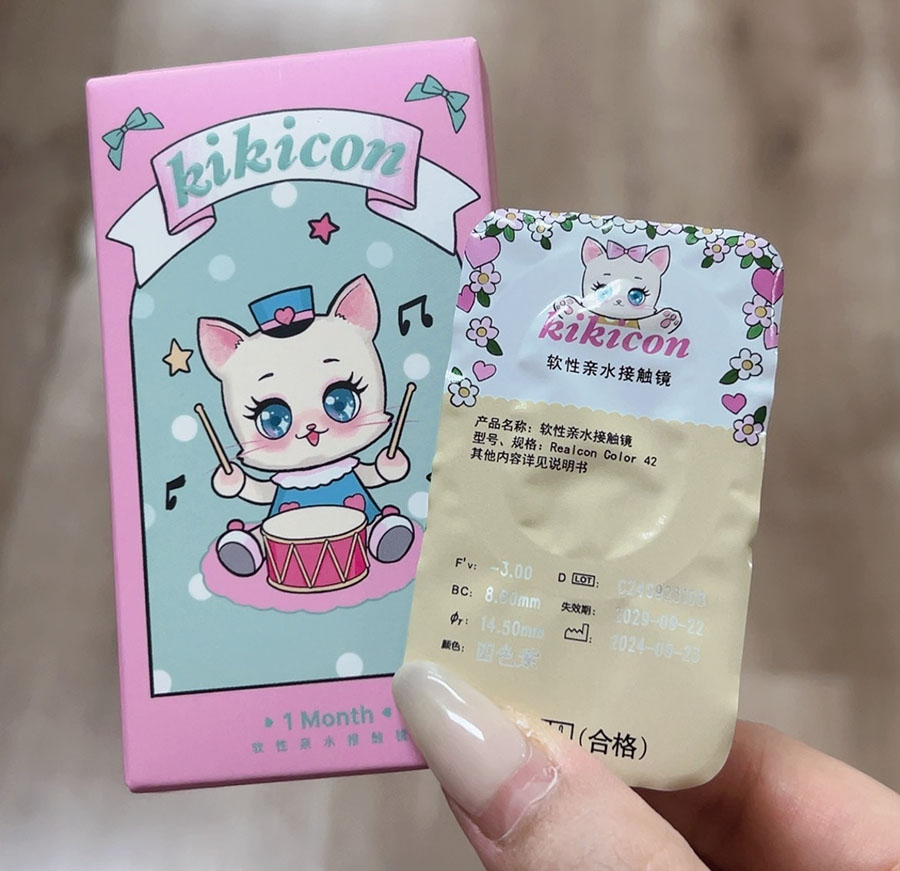 kikicon
1 Month
软性亲水接触镜
kikicon
软性亲水接触镜
产品名称：软性亲水接触镜
型号、规格：Realcon Color 42
其他内容详见说明书
F'v: -3.00 D
BC: 8.60mm
φT: 14.50mm
颜色:
LOT:
失效期: 2029-09-22
2024-09-23
(合格)